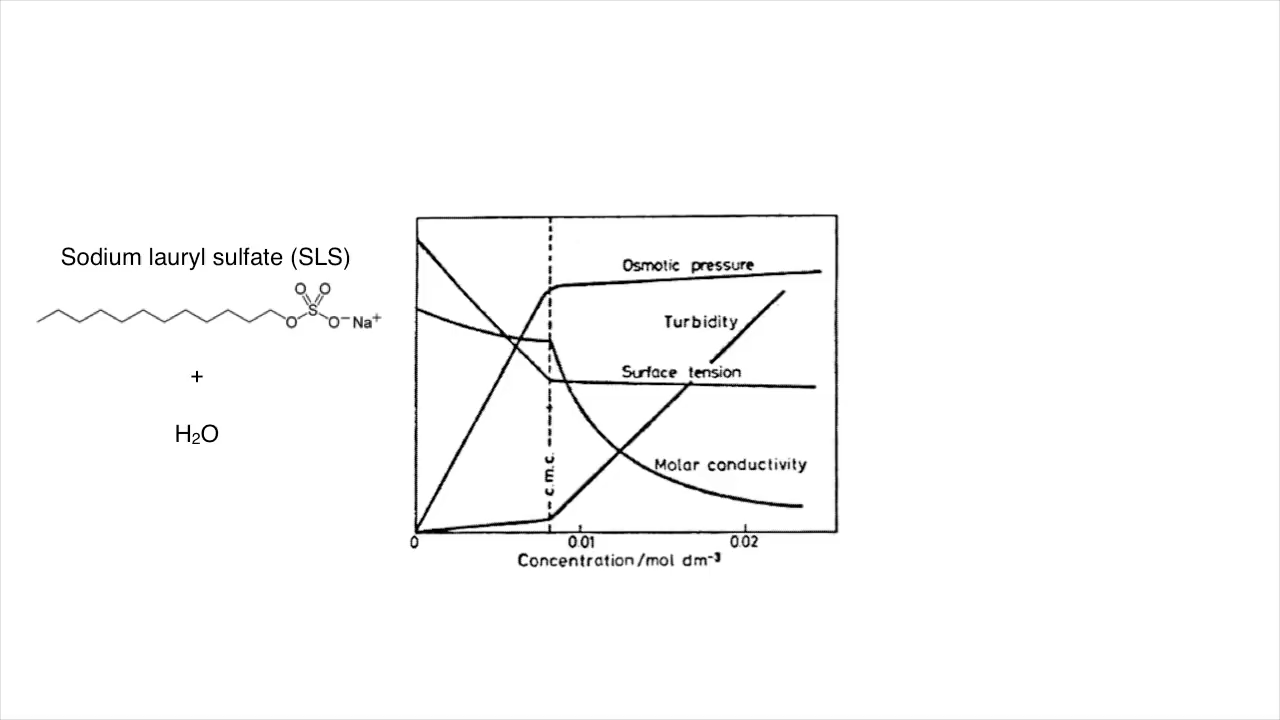 Sodium lauryl sulfate (SLS)
O O
S
O O⁻ Na⁺
+
H₂O
Osmotic pressure
Turbidity
Surface tension
Molar conductivity
c.m.c.
0 0.01 0.02
Concentration/mol dm⁻³